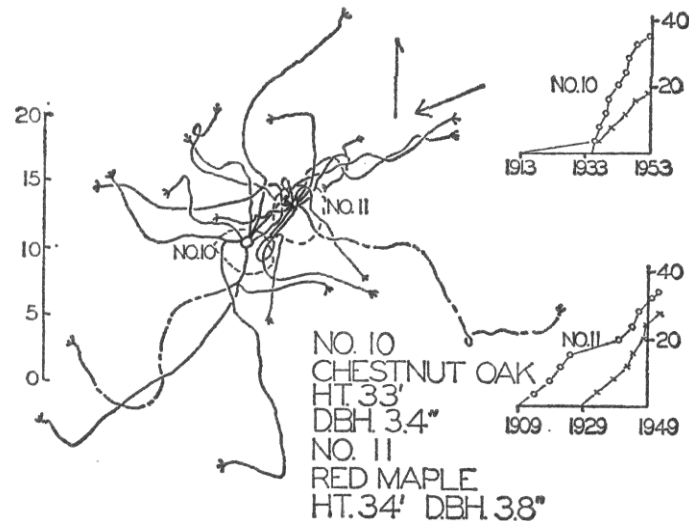 20
15
10
5
0
NO.10
NO. 11
NO.10
40
20
1913 1933 1953
NO.11
40
20
1909 1929 1949
NO. 10
CHESTNUT OAK
HT. 33'
D.B.H. 3.4"
NO. 11
RED MAPLE
HT. 34' D.B.H. 3.8"